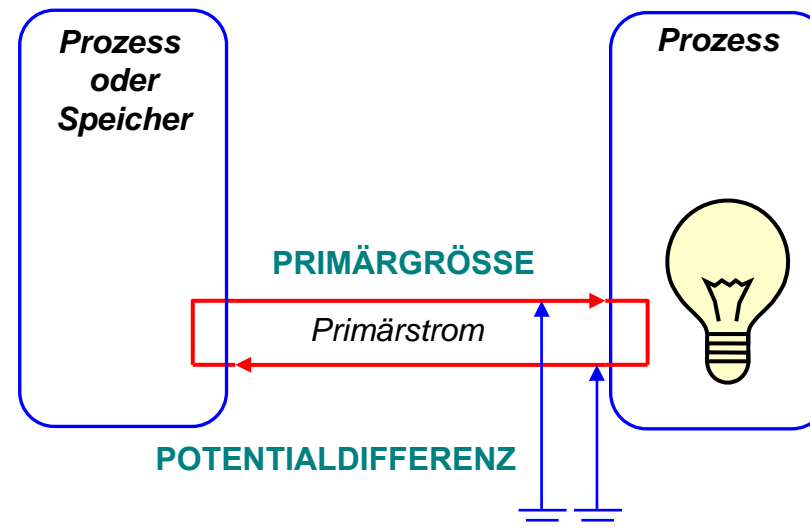 Prozess
oder
Speicher
Prozess
PRIMÄRGRÖSSE
Primärstrom
POTENTIALDIFFERENZ